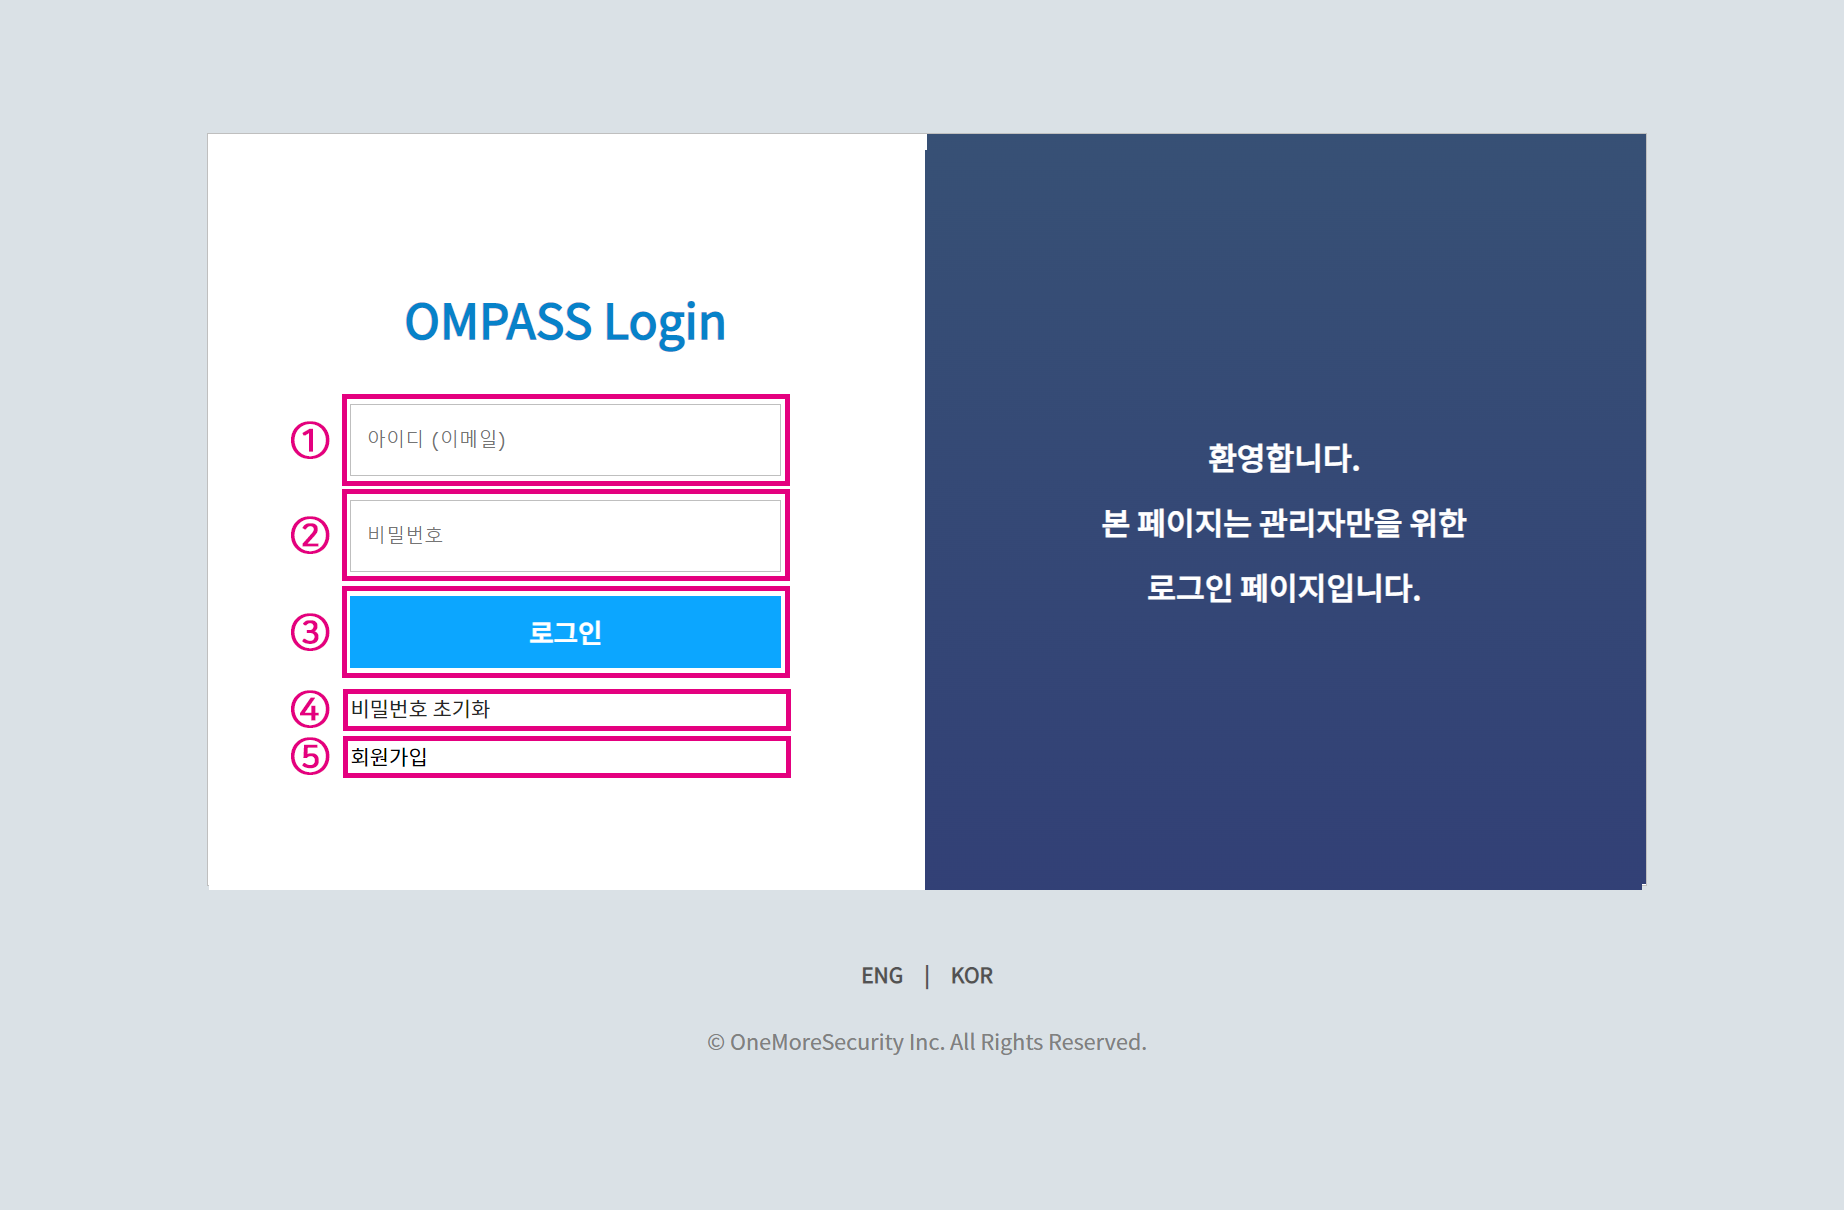 OMPASS Login
① 아이디 (이메일)
② 비밀번호
③ 로그인
④ 비밀번호 초기화
⑤ 회원가입
환영합니다.
본 페이지는 관리자만을 위한
로그인 페이지입니다.
ENG | KOR
© OneMoreSecurity Inc. All Rights Reserved.